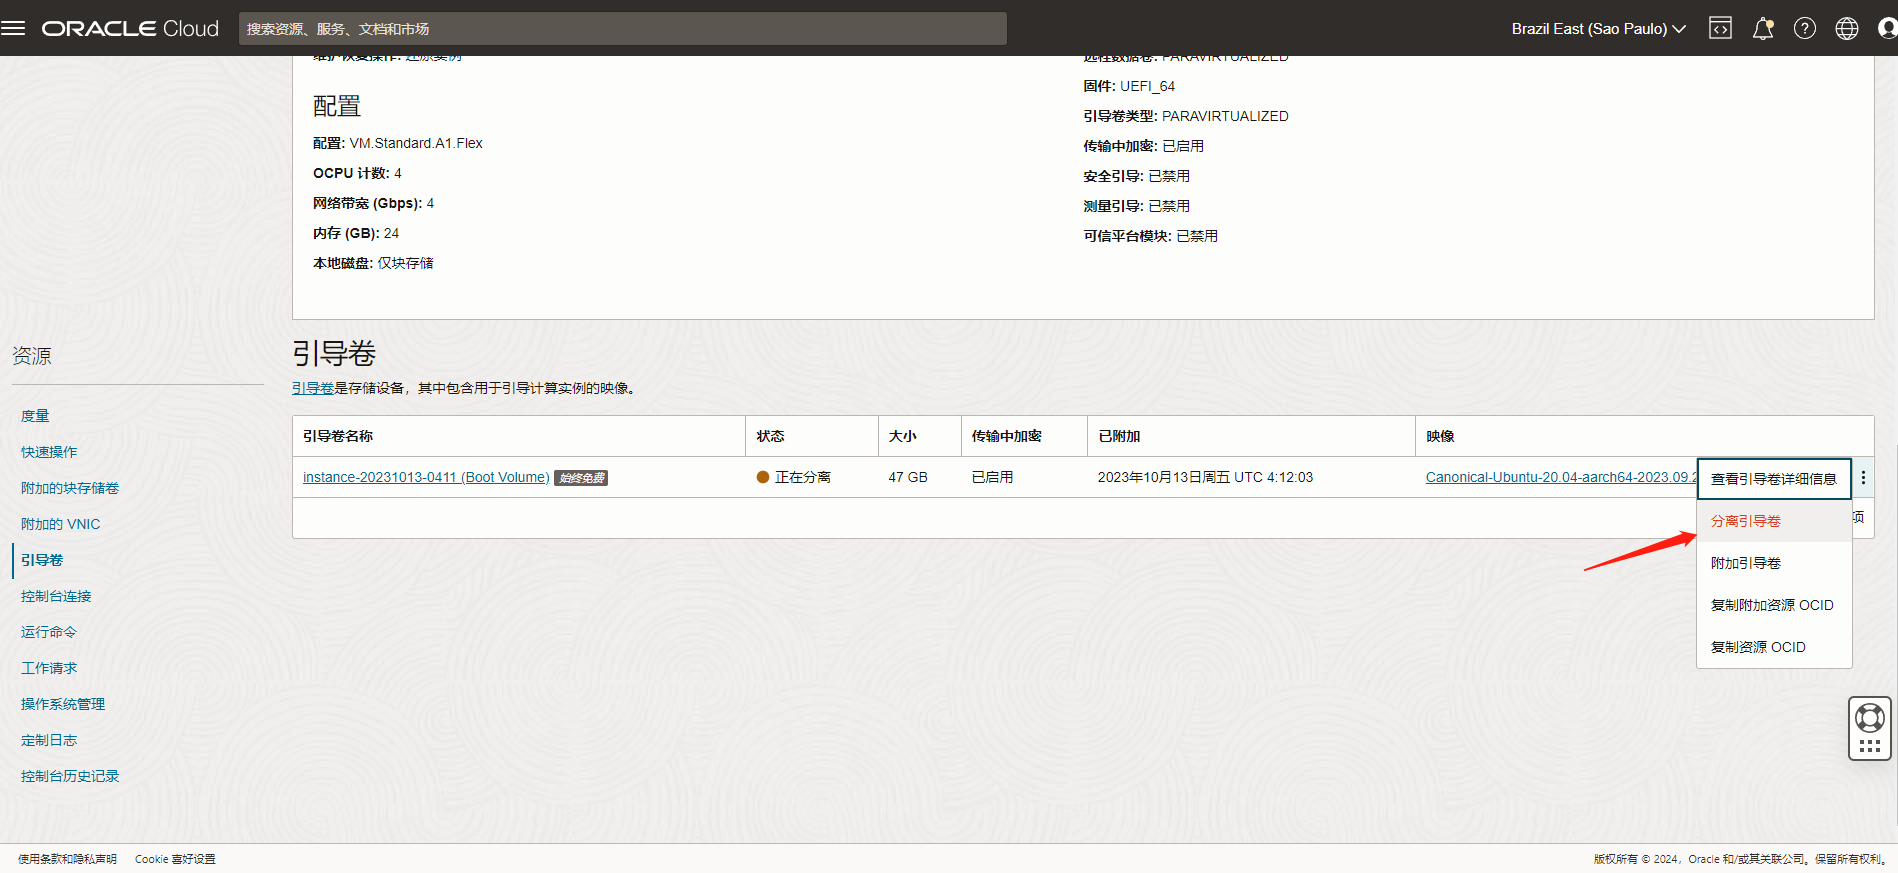 ORACLE Cloud
搜索资源、服务、文档和市场
Brazil East (Sao Paulo)
维护恢复操作: 还原实例
配置
配置: VM.Standard.A1.Flex
OCPU 计数: 4
网络带宽 (Gbps): 4
内存 (GB): 24
本地磁盘: 仅块存储
远程数据卷: PARAVIRTUALIZED
固件: UEFI_64
引导卷类型: PARAVIRTUALIZED
传输中加密: 已启用
安全引导: 已禁用
测量引导: 已禁用
可信平台模块: 已禁用
资源
度量
快速操作
附加的块存储卷
附加的 VNIC
引导卷
控制台连接
运行命令
工作请求
操作系统管理
定制日志
控制台历史记录
引导卷
引导卷是存储设备，其中包含用于引导计算实例的映像。
引导卷名称 状态 大小 传输中加密 已附加 映像
instance-20231013-0411 (Boot Volume) 始终免费 正在分离 47 GB 已启用 2023年10月13日周五 UTC 4:12:03 Canonical-Ubuntu-20.04-aarch64-2023.09.2
项
查看引导卷详细信息
分离引导卷
附加引导卷
复制附加资源 OCID
复制资源 OCID
使用条款和隐私声明 Cookie 喜好设置
版权所有 © 2024，Oracle 和/或其关联公司。保留所有权利。